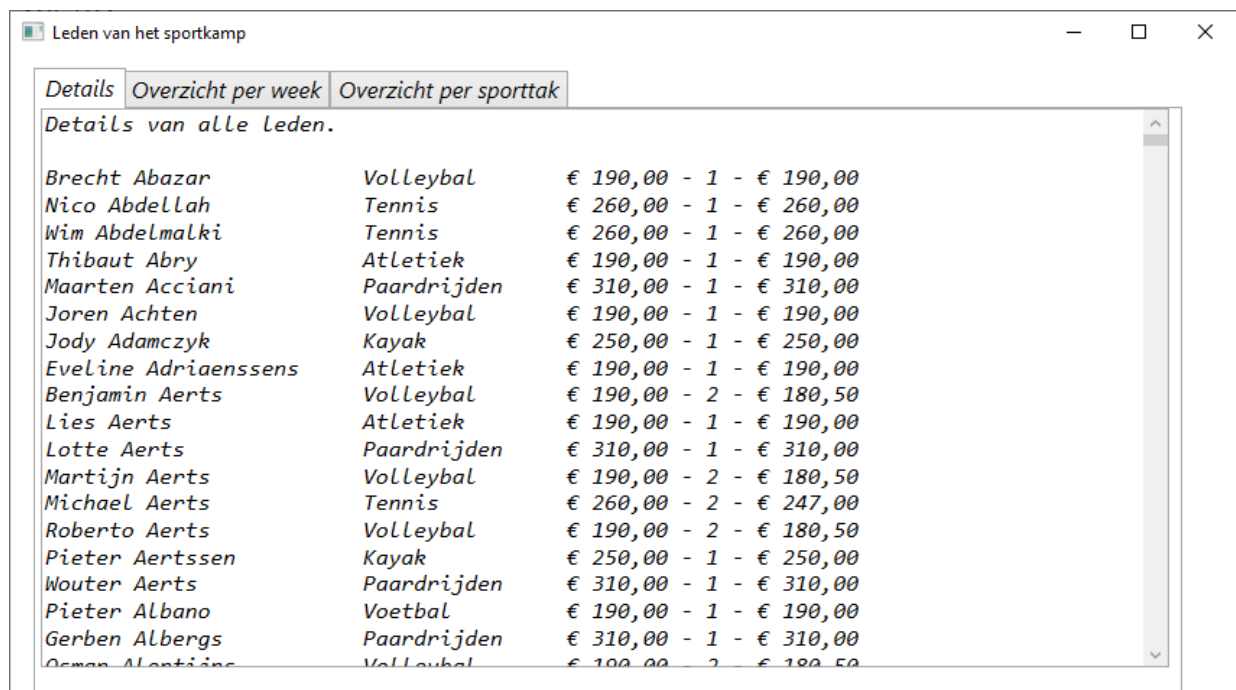 Leden van het sportkamp
Details Overzicht per week Overzicht per sporttak
Details van alle leden.
Brecht Abazar Volleybal € 190,00 - 1 - € 190,00
Nico Abdellah Tennis € 260,00 - 1 - € 260,00
Wim Abdelmalki Tennis € 260,00 - 1 - € 260,00
Thibaut Abry Atletiek € 190,00 - 1 - € 190,00
Maarten Acciani Paardrijden € 310,00 - 1 - € 310,00
Joren Achten Volleybal € 190,00 - 1 - € 190,00
Jody Adamczyk Kayak € 250,00 - 1 - € 250,00
Eveline Adriaenssens Atletiek € 190,00 - 1 - € 190,00
Benjamin Aerts Volleybal € 190,00 - 2 - € 180,50
Lies Aerts Atletiek € 190,00 - 1 - € 190,00
Lotte Aerts Paardrijden € 310,00 - 1 - € 310,00
Martijn Aerts Volleybal € 190,00 - 2 - € 180,50
Michael Aerts Tennis € 260,00 - 2 - € 247,00
Roberto Aerts Volleybal € 190,00 - 2 - € 180,50
Pieter Aertssen Kayak € 250,00 - 1 - € 250,00
Wouter Aerts Paardrijden € 310,00 - 1 - € 310,00
Pieter Albano Voetbal € 190,00 - 1 - € 190,00
Gerben Albergs Paardrijden € 310,00 - 1 - € 310,00
Osman Volleybal € 190,00 - 2 - € 180,50